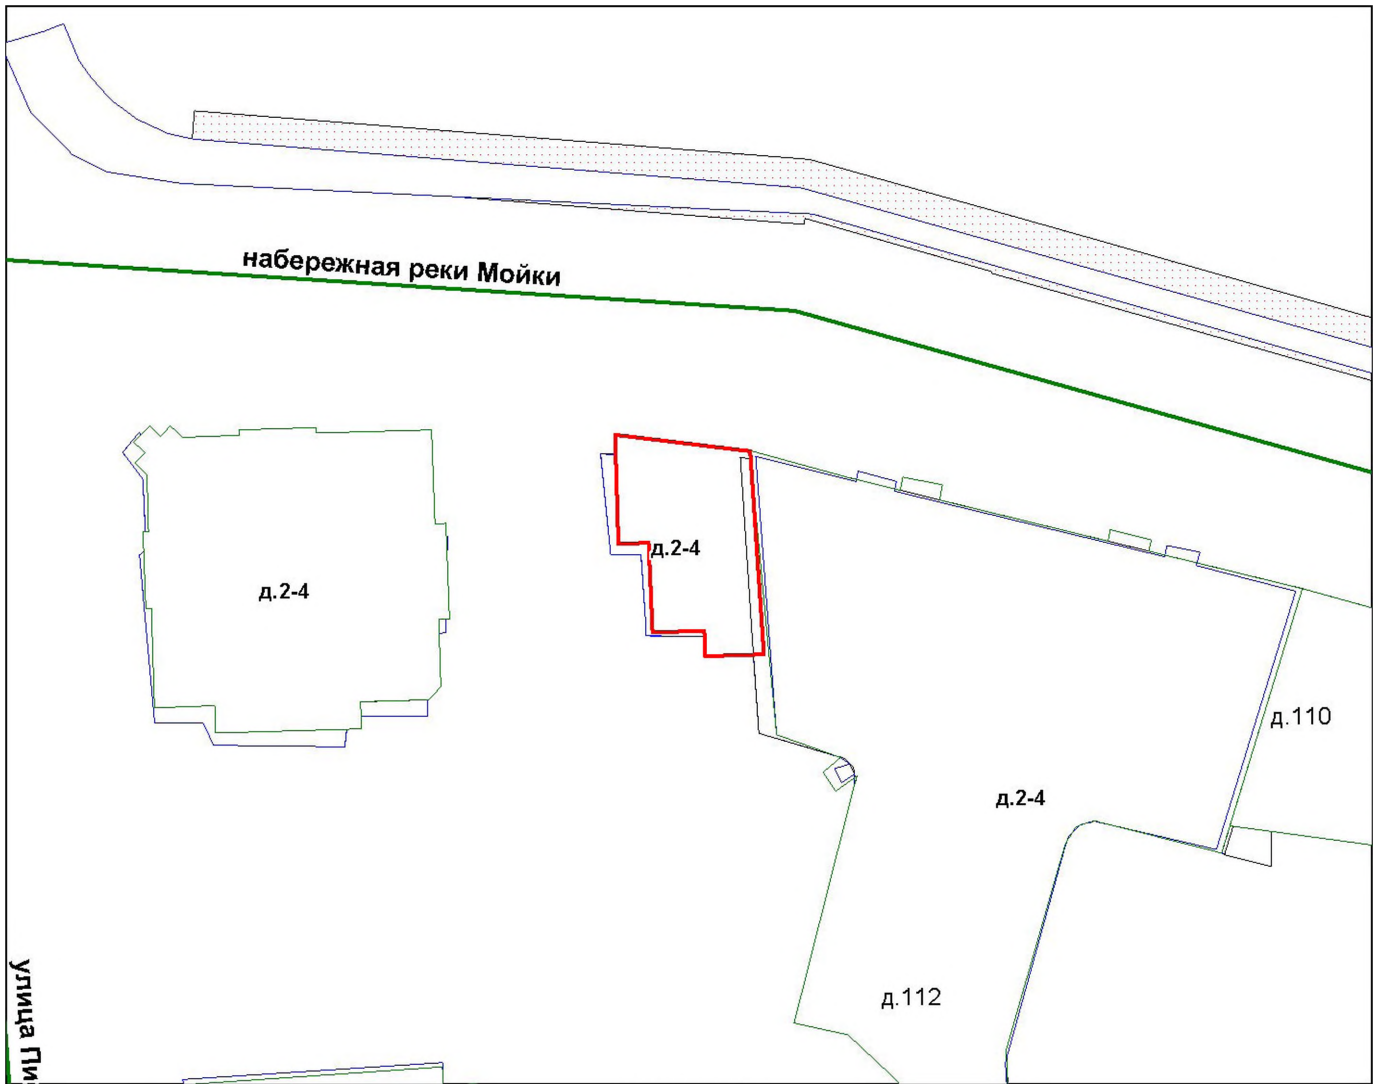 набережная реки Мойки
д.2-4
д.2-4
д.110
д.2-4
д.112
улица Пи